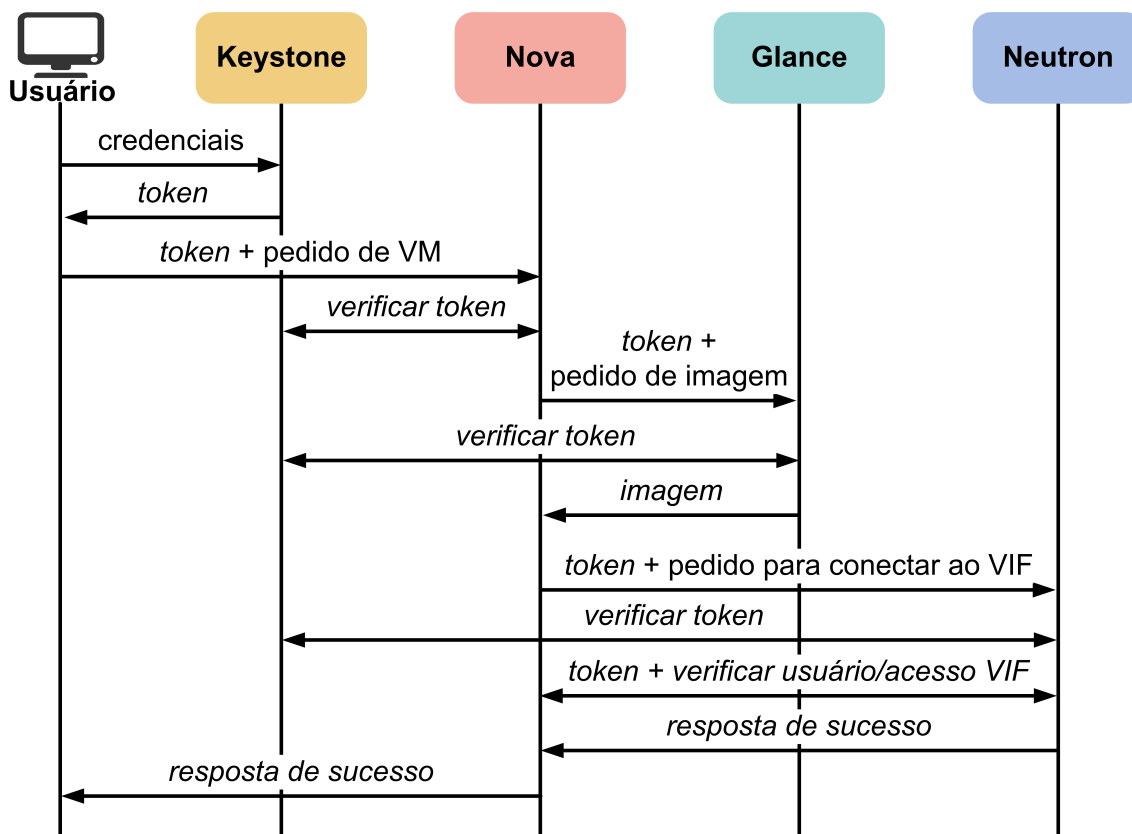 Usuário
Keystone
Nova
Glance
Neutron
credenciais
token
token + pedido de VM
verificar token
token +
pedido de imagem
verificar token
imagem
token + pedido para conectar ao VIF
verificar token
token + verificar usuário/acesso VIF
resposta de sucesso
resposta de sucesso